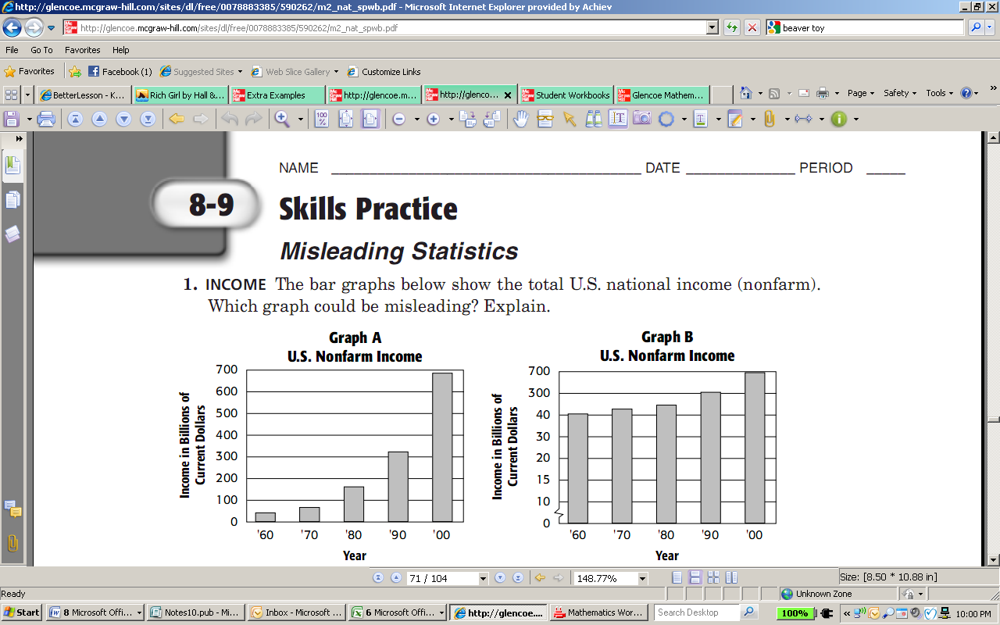 http://glencoe.mcgraw-hill.com/sites/dl/free/0078883385/590262/m2_nat_spwb.pdf - Microsoft Internet Explorer provided by Achiev
http://glencoe.mcgraw-hill.com/sites/dl/free/0078883385/590262/m2_nat_spwb.pdf
beaver toy
File Go To Favorites Help
Favorites Facebook (1) Suggested Sites Web Slice Gallery Customize Links
BetterLesson - K... Rich Girl by Hall &... Extra Examples http://glencoe.m... http://glenco... Student Workbooks Glencoe Mathem... Page Safety Tools
NAME DATE PERIOD
8-9
Skills Practice
Misleading Statistics
1. INCOME The bar graphs below show the total U.S. national income (nonfarm).
Which graph could be misleading? Explain.
Graph A
U.S. Nonfarm Income
Income in Billions of
Current Dollars
700
600
500
400
300
200
100
0
'60 '70 '80 '90 '00
Year
Graph B
U.S. Nonfarm Income
Income in Billions of
Current Dollars
700
300
40
30
20
15
10
0
'60 '70 '80 '90 '00
Year
71 / 104 148.77% Size: [8.50 * 10.88 in]
Ready Unknown Zone
Start 8 Microsoft Offi... Notes10.pub - Mi... Inbox - Microsoft ... 6 Microsoft Offi... http://glencoe.... Mathematics Wor... Search Desktop 100% 10:00 PM